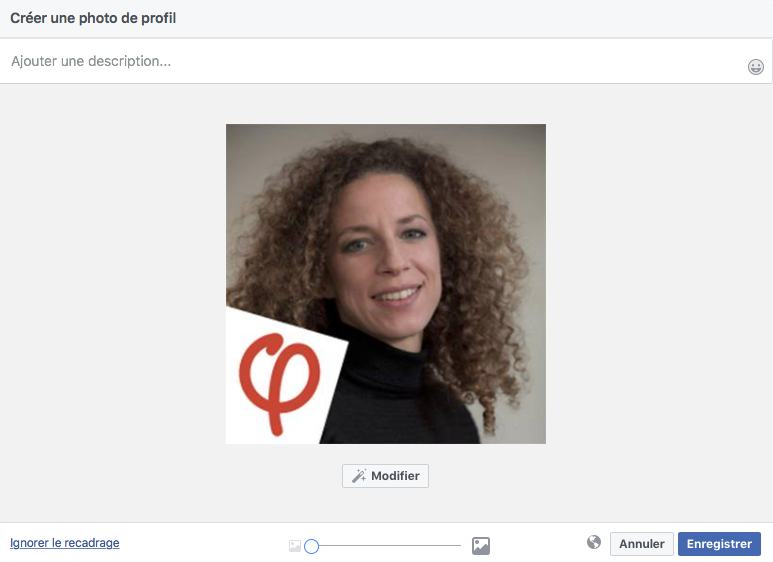 Créer une photo de profil
Ajouter une description...
φ
Modifier
Ignorer le recadrage
Annuler
Enregistrer